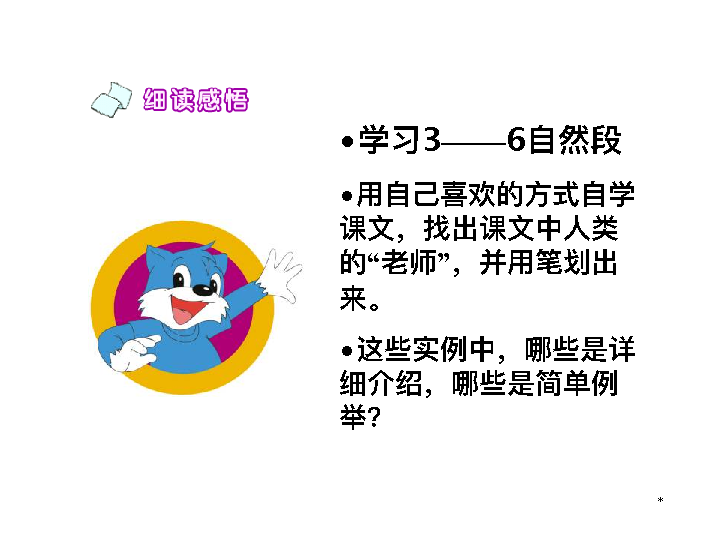 细读感悟
•学习3——6自然段
•用自己喜欢的方式自学
课文，找出课文中人类
的“老师”，并用笔划出
来。
•这些实例中，哪些是详
细介绍，哪些是简单例
举？
*